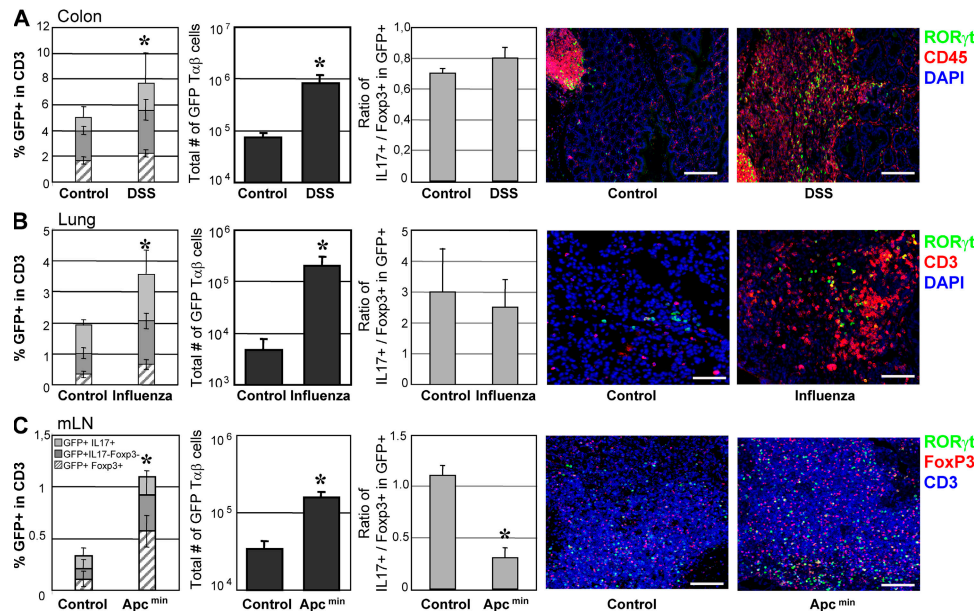 A Colon
% GFP+ in CD3
12
10
8
6
4
2
0
*
Control DSS
Total # of GFP Tαβ cells
10⁷
10⁶
10⁵
10⁴
*
Control DSS
Ratio of
IL17+ / Foxp3+ in GFP+
0,8
0.6
0.4
0.2
0,0
Control DSS
Control
DSS
RORγt
CD45
DAPI
B Lung
% GFP+ in CD3
5
4
3
2
1
0
*
Control Influenza
Total # of GFP Tαβ cells
10⁶
10⁵
10⁴
10³
*
Control Influenza
Ratio of
IL17+ / Foxp3+ in GFP+
6
5
4
3
2
1
0
Control Influenza
Control
Influenza
RORγt
CD3
DAPI
C mLN
% GFP+ in CD3
1,5
1.0
0.5
0
GFP+ IL17+
GFP+IL17-Foxp3-
GFP+ Foxp3+
*
Control Apc min
Total # of GFP Tαβ cells
10⁶
10⁵
10⁴
*
Control Apc min
Ratio of
IL17+ / Foxp3+ in GFP+
1.5
1.0
0.5
0.0
*
Control Apc min
Control
Apc min
RORγt
FoxP3
CD3